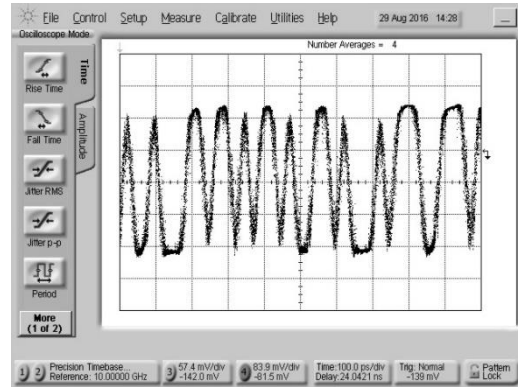 File Control Setup Measure Calibrate Utilities Help 29 Aug 2016 14:28
Oscilloscope Mode
Number Averages = 4
Time
Amplitude
Rise Time
Fall Time
Jitter RMS
Jitter p-p
Period
More
(1 of 2)
1 2 Precision Timebase...
Reference: 10.00000 GHz
3 57.4 mV/div
-142.0 mV
4 83.9 mV/div
-81.5 mV
Time:100.0 ps/div
Delay:24.0421 ns
Trig: Normal
-139 mV
Pattern
Lock